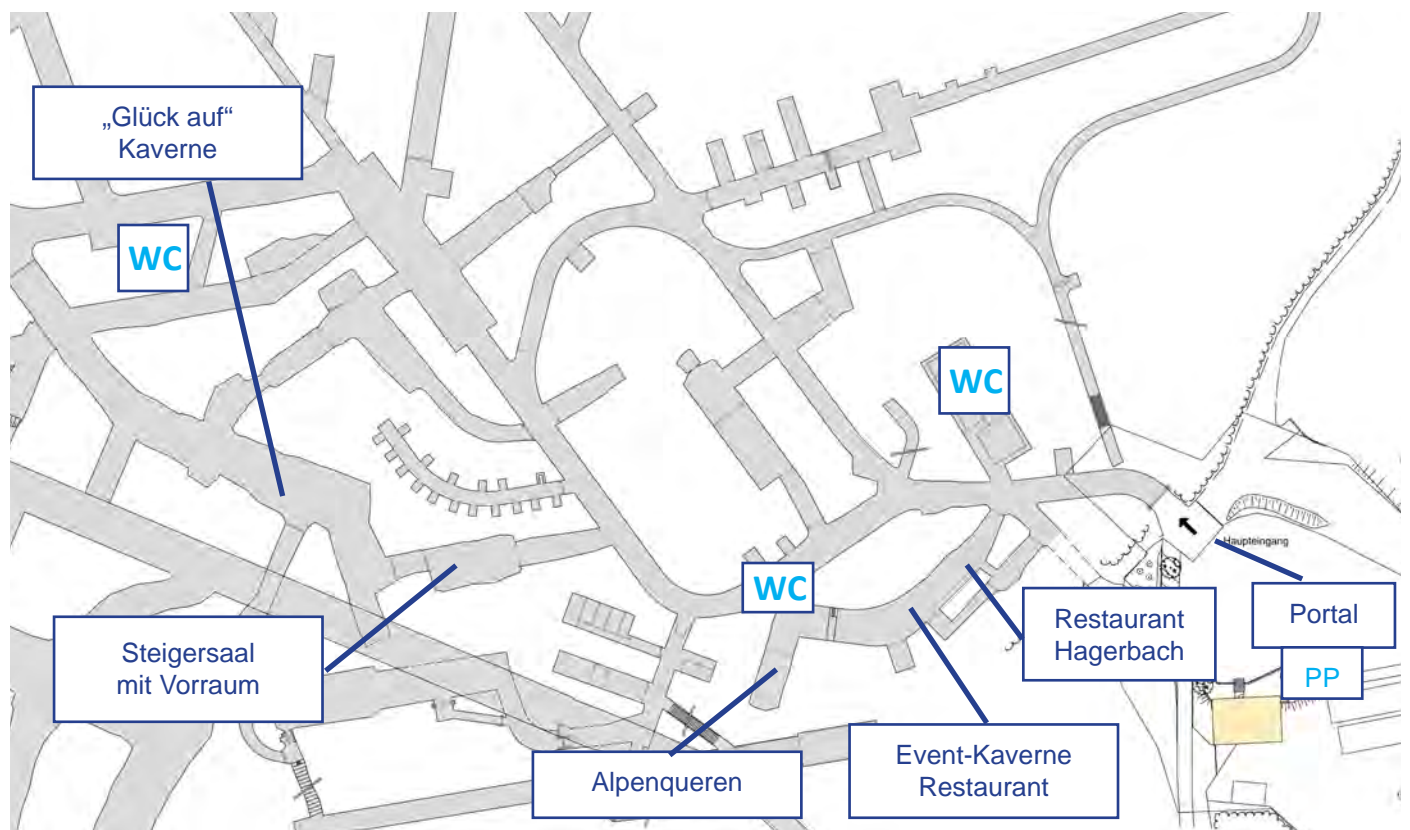 „Glück auf“
Kaverne
WC
WC
WC
Haupteingang
Steigersaal
mit Vorraum
Restaurant
Hagerbach
Portal
PP
Alpenqueren
Event-Kaverne
Restaurant